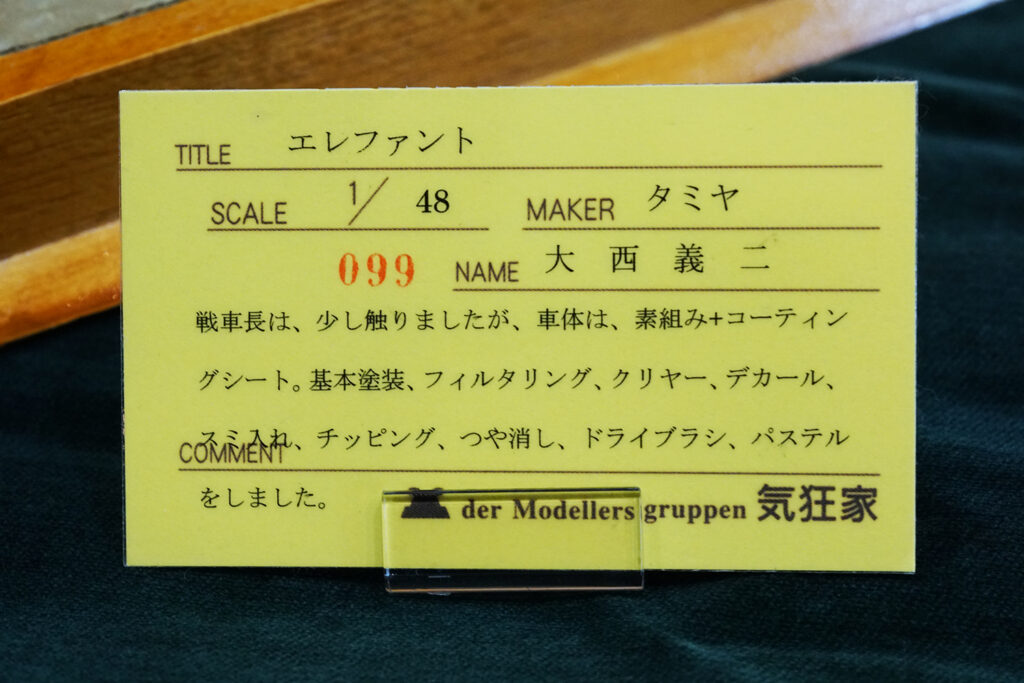 TITLE エレファント
SCALE 1/48 MAKER タミヤ
099 NAME 大西義二
戦車長は、少し触りましたが、車体は、素組み+コーティン
グシート。基本塗装、フィルタリング、クリヤー、デカール、
スミ入れ、チッピング、つや消し、ドライブラシ、パステル
COMMENT
をしました。
der Modellers gruppen 気狂家